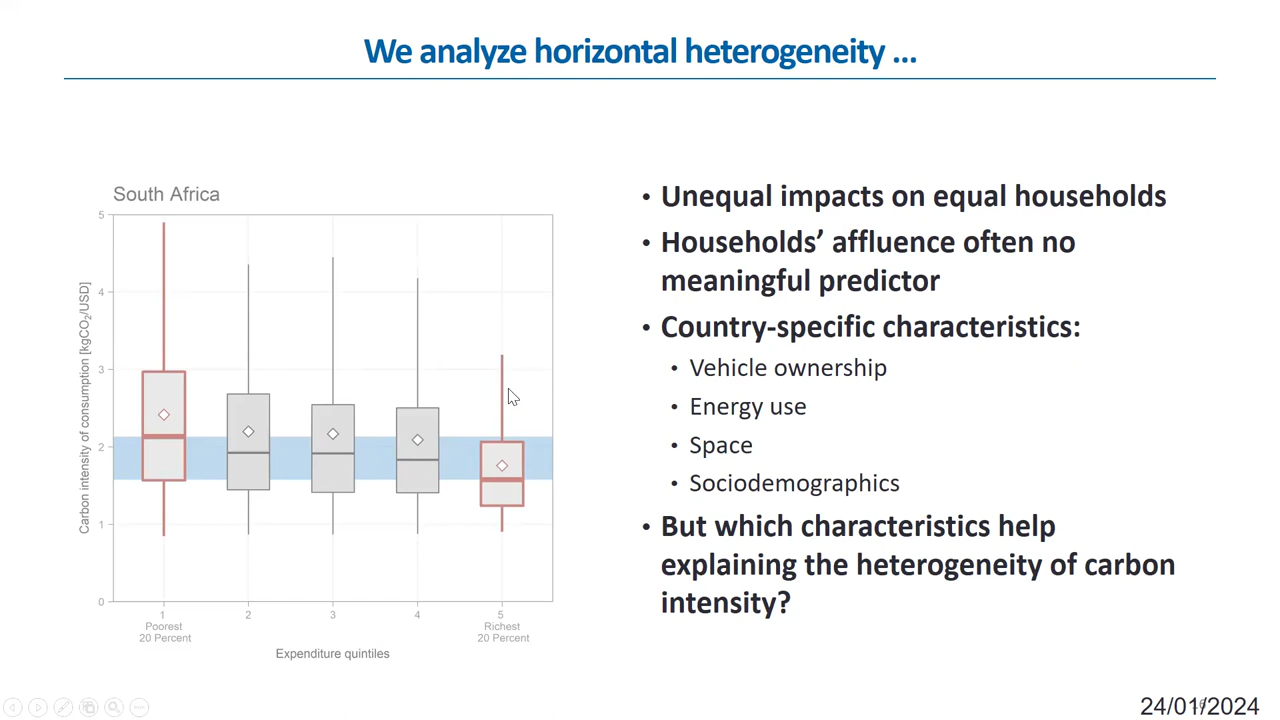 We analyze horizontal heterogeneity ...
South Africa
5
4
3
2
1
0
Carbon intensity of consumption [kgCO₂/USD]
1
Poorest
20 Percent
2
3
4
5
Richest
20 Percent
Expenditure quintiles
• Unequal impacts on equal households
• Households’ affluence often no
meaningful predictor
• Country-specific characteristics:
• Vehicle ownership
• Energy use
• Space
• Sociodemographics
• But which characteristics help
explaining the heterogeneity of carbon
intensity?
24/01/2024